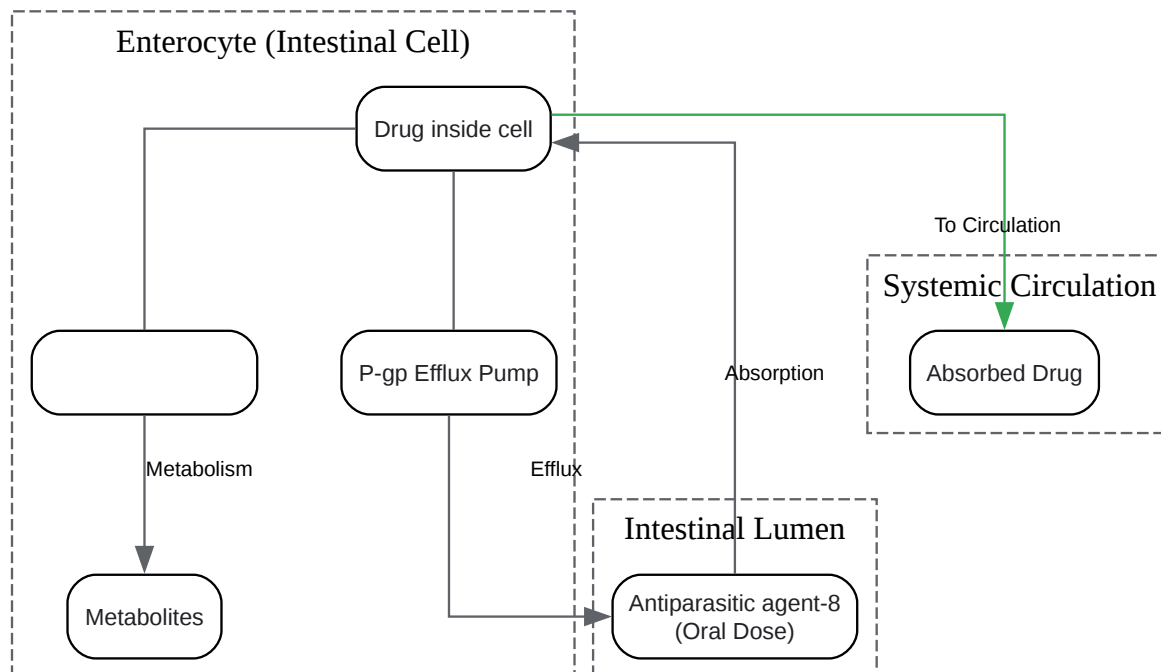 Enterocyte (Intestinal Cell)
Drug inside cell
To Circulation
Systemic Circulation
P-gp Efflux Pump
Absorption
Absorbed Drug
Metabolism
Efflux
Intestinal Lumen
Metabolites
Antiparasitic agent-8
(Oral Dose)